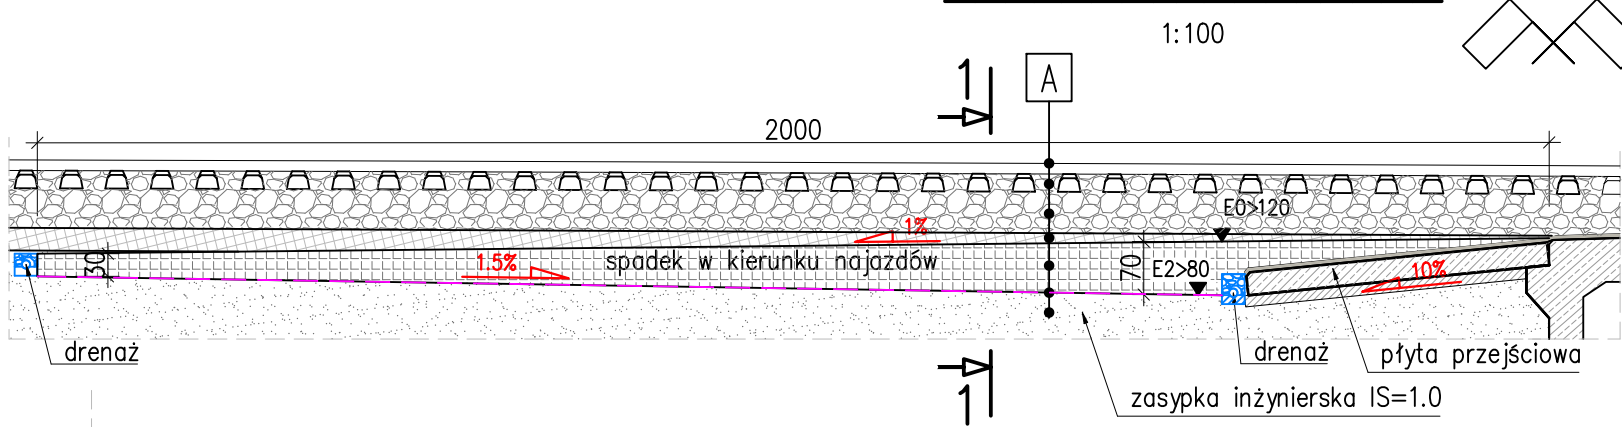 1:100
1
A
2000
E0>120
1%
30
1.5%
spadek w kierunku najazdów
70
E2>80
10%
drenaż
drenaż
płyta przejściowa
1
zasypka inżynierska IS=1.0